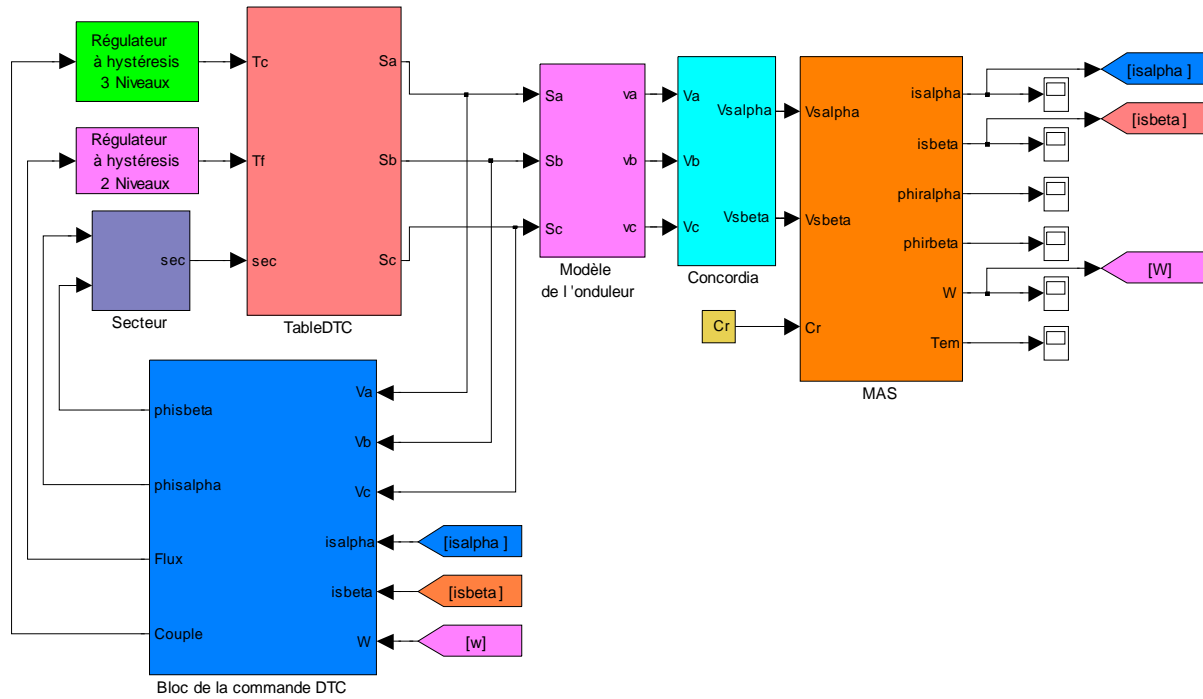 Régulateur
à hystéresis
3 Niveaux
Régulateur
à hystéresis
2 Niveaux
sec
Secteur
Tc
Tf
sec
Sa
Sb
Sc
TableDTC
Sa
Sb
Sc
va
vb
vc
Modèle
de l 'onduleur
Va
Vb
Vc
Vsalpha
Vsbeta
Concordia
Cr
Vsalpha
Vsbeta
Cr
isalpha
isbeta
phiralpha
phirbeta
W
Tem
MAS
[isalpha ]
[isbeta ]
[W]
phisbeta
phisalpha
Flux
Couple
Va
Vb
Vc
isalpha
isbeta
W
[isalpha ]
[isbeta ]
[w]
Bloc de la commande DTC